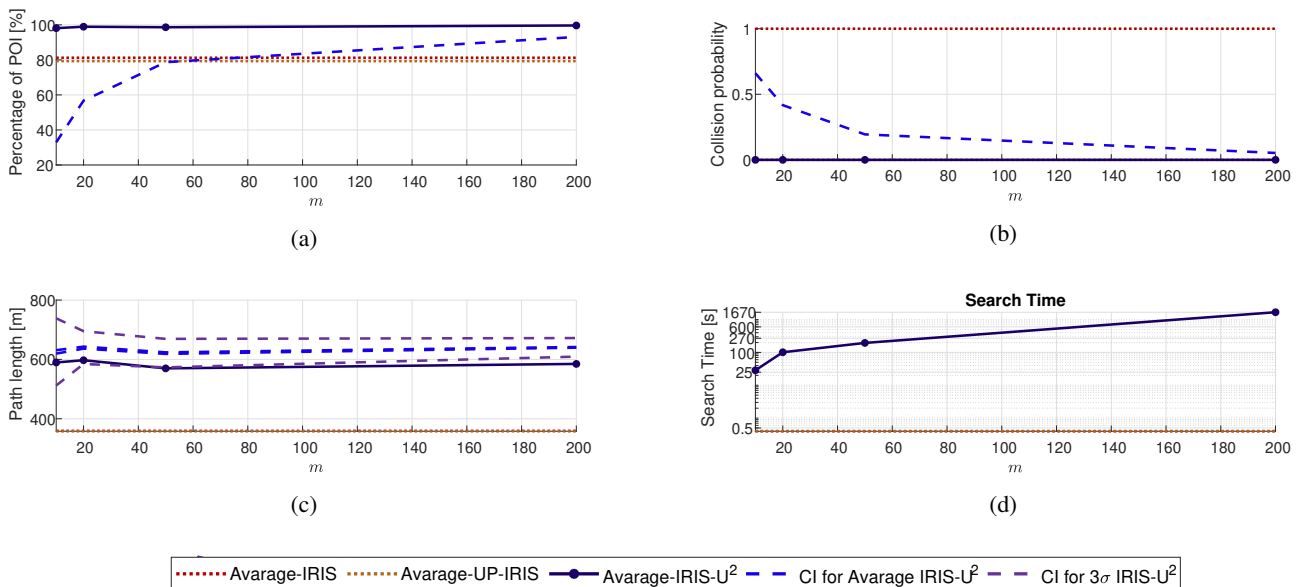 Percentage of POI [%]
100
80
60
40
20
20 40 60 80 100 120 140 160 180 200
m
(a)
Collision probability
1
0.5
0
20 40 60 80 100 120 140 160 180 200
m
(b)
Path length [m]
800
600
400
20 40 60 80 100 120 140 160 180 200
m
(c)
Search Time
Search Time [s]
1670
600
270
100
25
0.5
20 40 60 80 100 120 140 160 180 200
m
(d)
Avarage-IRIS Avarage-UP-IRIS Avarage-IRIS-U² CI for Avarage IRIS-U² CI for 3σ IRIS-U²